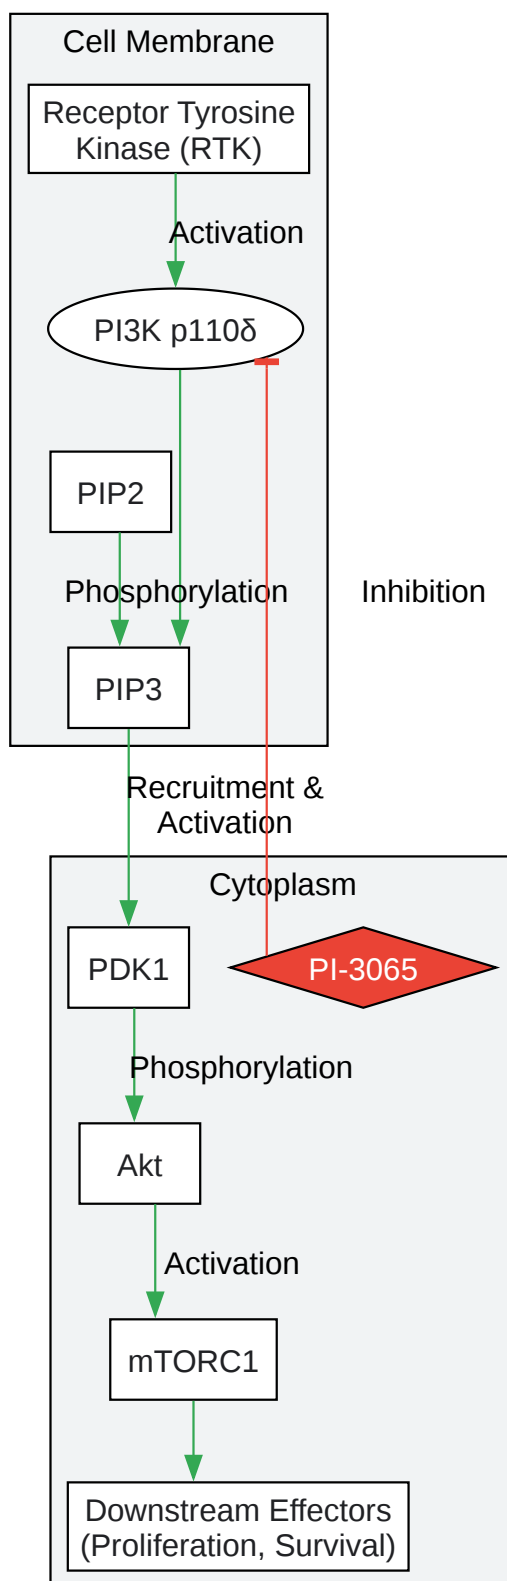 Cell Membrane
Receptor Tyrosine
Kinase (RTK)
Activation
PI3K p110δ
PIP2
Phosphorylation
Inhibition
PIP3
Recruitment &
Activation
Cytoplasm
PDK1
PI-3065
Phosphorylation
Akt
Activation
mTORC1
Downstream Effectors
(Proliferation, Survival)